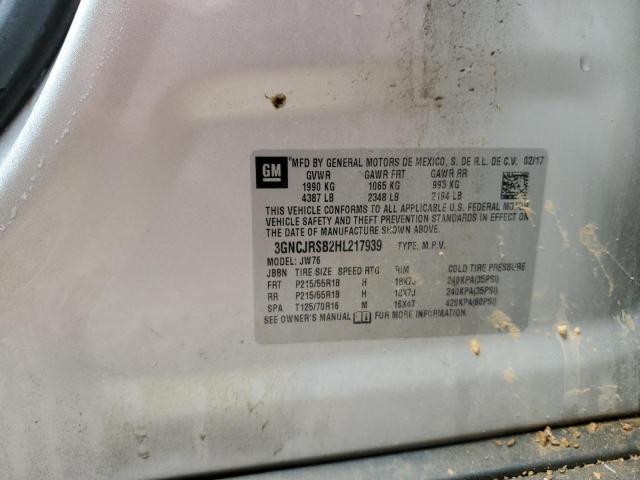 GM MFD BY GENERAL MOTORS DE MEXICO, S. DE R.L. DE C.V. 02/17
GVWR GAWR FRT GAWR RR
1990 KG 1065 KG 995 KG
4387 LB 2348 LB 2194 LB
THIS VEHICLE CONFORMS TO ALL APPLICABLE U.S. FEDERAL MOTOR
VEHICLE SAFETY AND THEFT PREVENTION STANDARDS IN EFFECT ON
THE DATE OF MANUFACTURE SHOWN ABOVE.
3GNCJRSB2HL217939 TYPE: M.P.V.
MODEL: JW76
JBBN TIRE SIZE SPEED RTG RIM COLD TIRE PRESSURE
FRT P215/55R18 H 18X7J 240KPA(35PSI)
RR P215/55R18 H 18X7J 240KPA(35PSI)
SPA T125/70R16 M 16X4T 420KPA(60PSI)
SEE OWNER'S MANUAL FOR MORE INFORMATION.